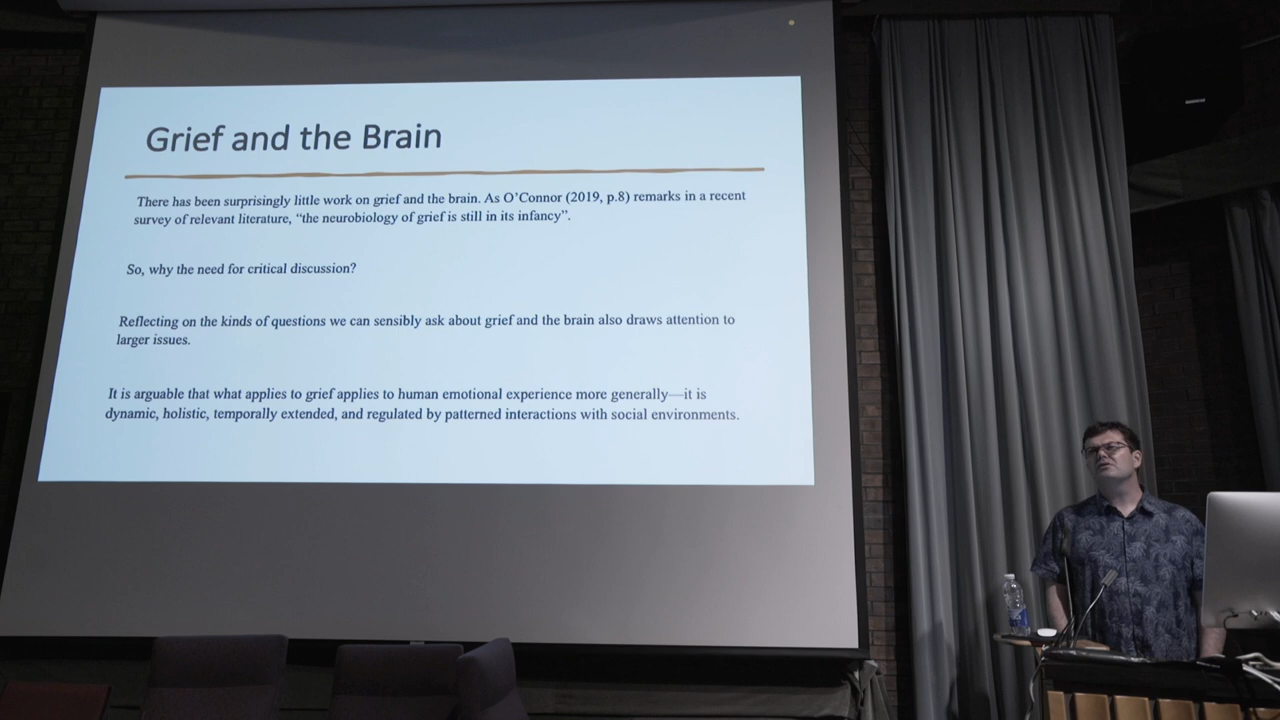 Grief and the Brain
There has been surprisingly little work on grief and the brain. As O’Connor (2019, p.8) remarks in a recent
survey of relevant literature, “the neurobiology of grief is still in its infancy”.
So, why the need for critical discussion?
Reflecting on the kinds of questions we can sensibly ask about grief and the brain also draws attention to
larger issues.
It is arguable that what applies to grief applies to human emotional experience more generally—it is
dynamic, holistic, temporally extended, and regulated by patterned interactions with social environments.